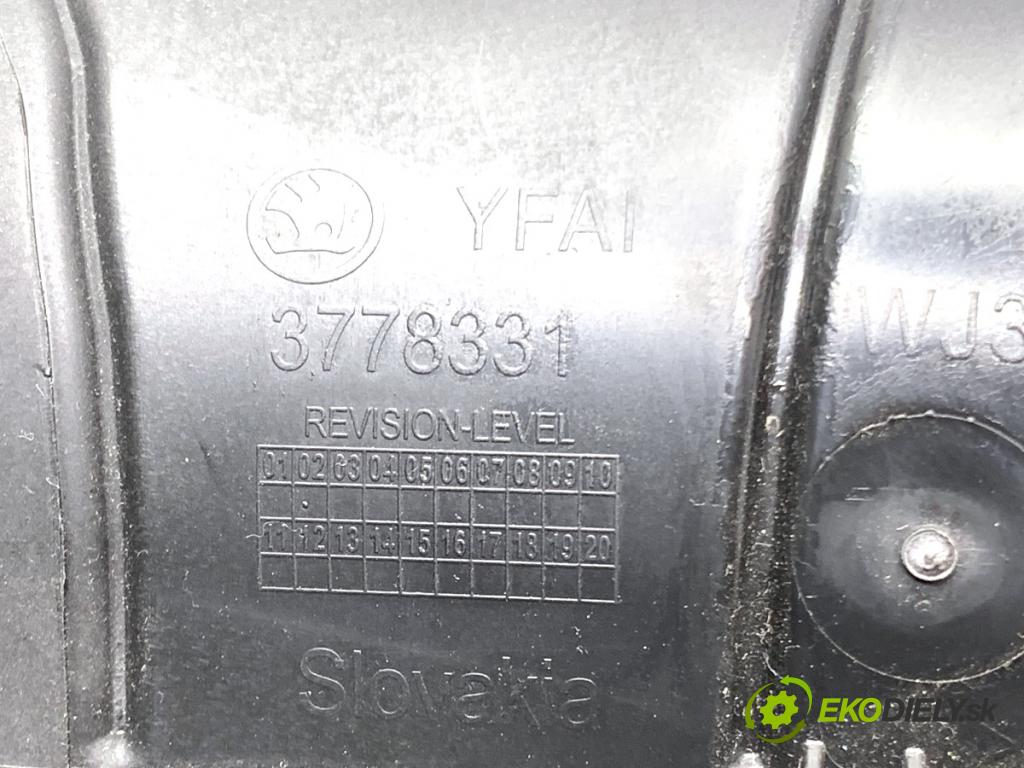 YFAI
3778331
WJ3
REVISION-LEVEL
01 02 03 04 05 06 07 08 09 10
11 12 13 14 15 16 17 18 19 20
Slovakia
EKODIELY.sk